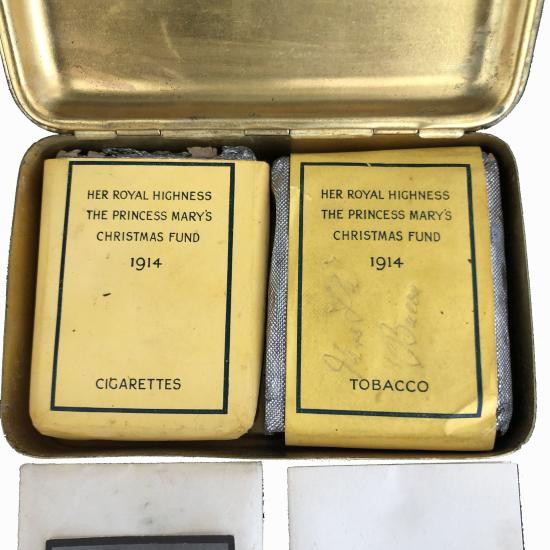 HER ROYAL HIGHNESS
THE PRINCESS MARY'S
CHRISTMAS FUND
1914
CIGARETTES
HER ROYAL HIGHNESS
THE PRINCESS MARY'S
CHRISTMAS FUND
1914
TOBACCO